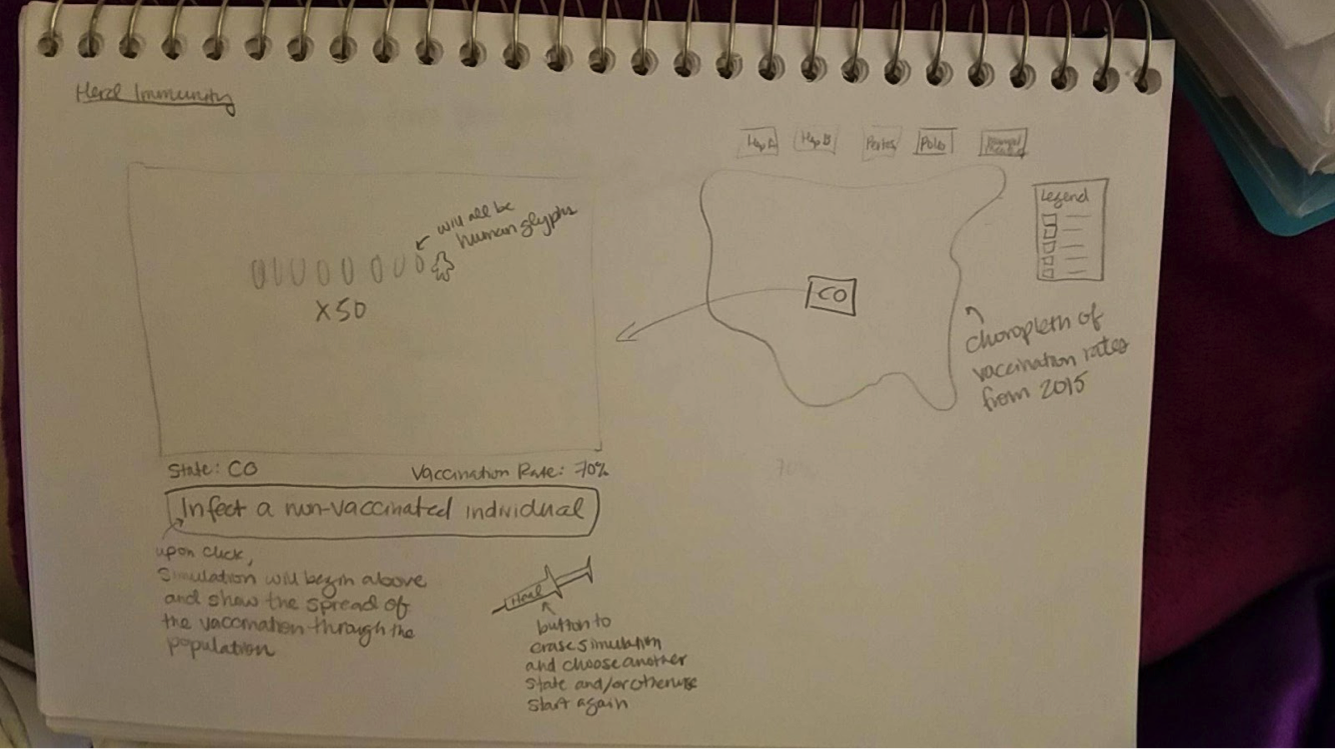 Herd Immunity
Hep A
Hep B
Pertus
Polio
will all be
human glyphs
X50
Legend
CO
choropleth of
vaccination rates
from 2015
State: CO
Vaccination Rate: 70%
Infect a non-vaccinated individual
upon click,
simulation will begin above
and show the spread of
the vaccination through the
population
Heal
button to
erase simulation
and choose another
state and/or otherwise
start again
70%